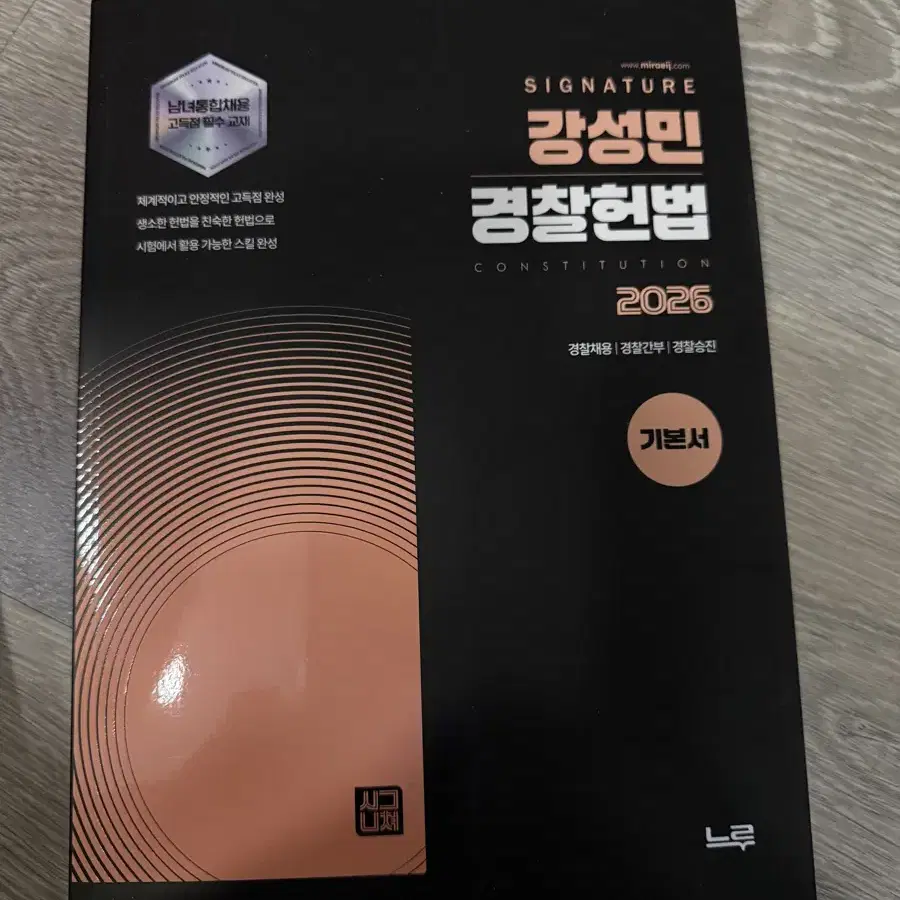 남녀통합채용
고득점 필수 교재
체계적이고 안정적인 고득점 완성
생소한 헌법을 친숙한 헌법으로
시험에서 활용 가능한 스킬 완성
www.miraeij.com
SIGNATURE
강성민
경찰헌법
CONSTITUTION
2026
경찰채용 | 경찰간부 | 경찰승진
기본서
시그
니처
느루